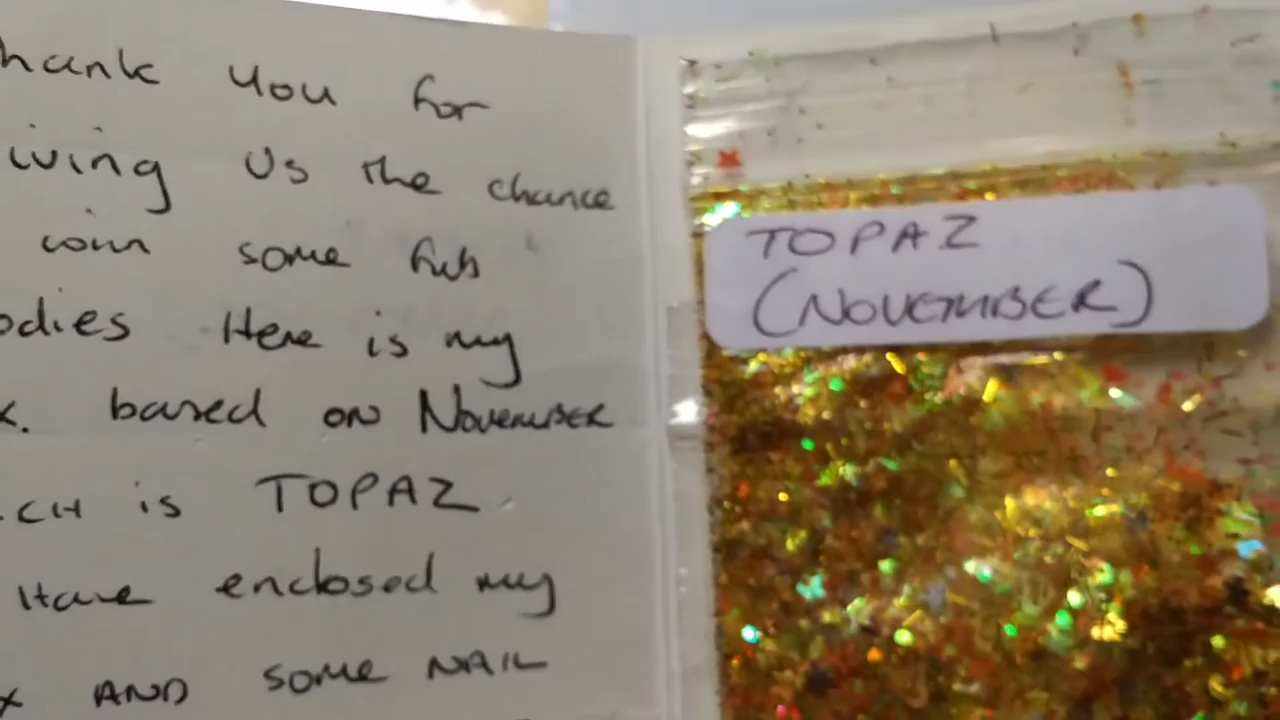 hank you for
iving us the chance
win some fab
odies Here is my
x. based on NOVEMBER
CH is TOPAZ
Have enclosed my
x AND some NAIL
TOPAZ
(NOVEMBER)